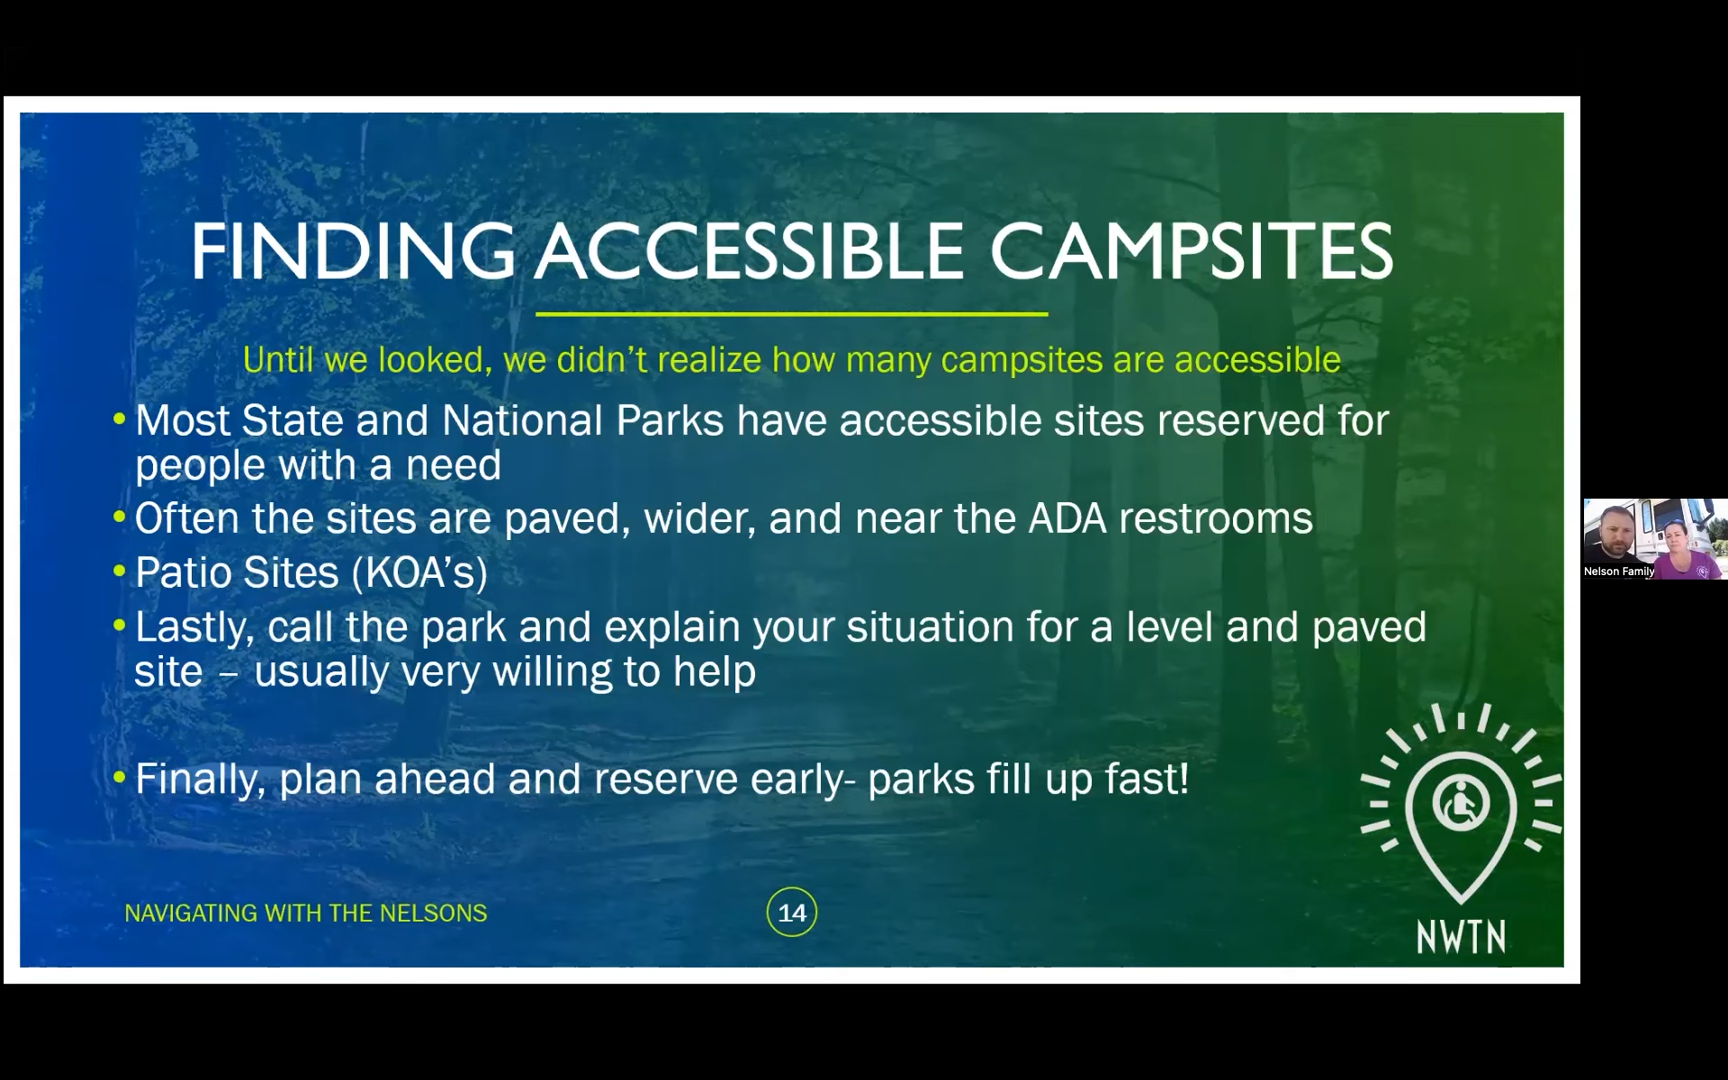 FINDING ACCESSIBLE CAMPSITES
Until we looked, we didn't realize how many campsites are accessible
• Most State and National Parks have accessible sites reserved for
people with a need
• Often the sites are paved, wider, and near the ADA restrooms
• Patio Sites (KOA's)
• Lastly, call the park and explain your situation for a level and paved
site – usually very willing to help
• Finally, plan ahead and reserve early- parks fill up fast!
NAVIGATING WITH THE NELSONS
14
NWTN
Nelson Family